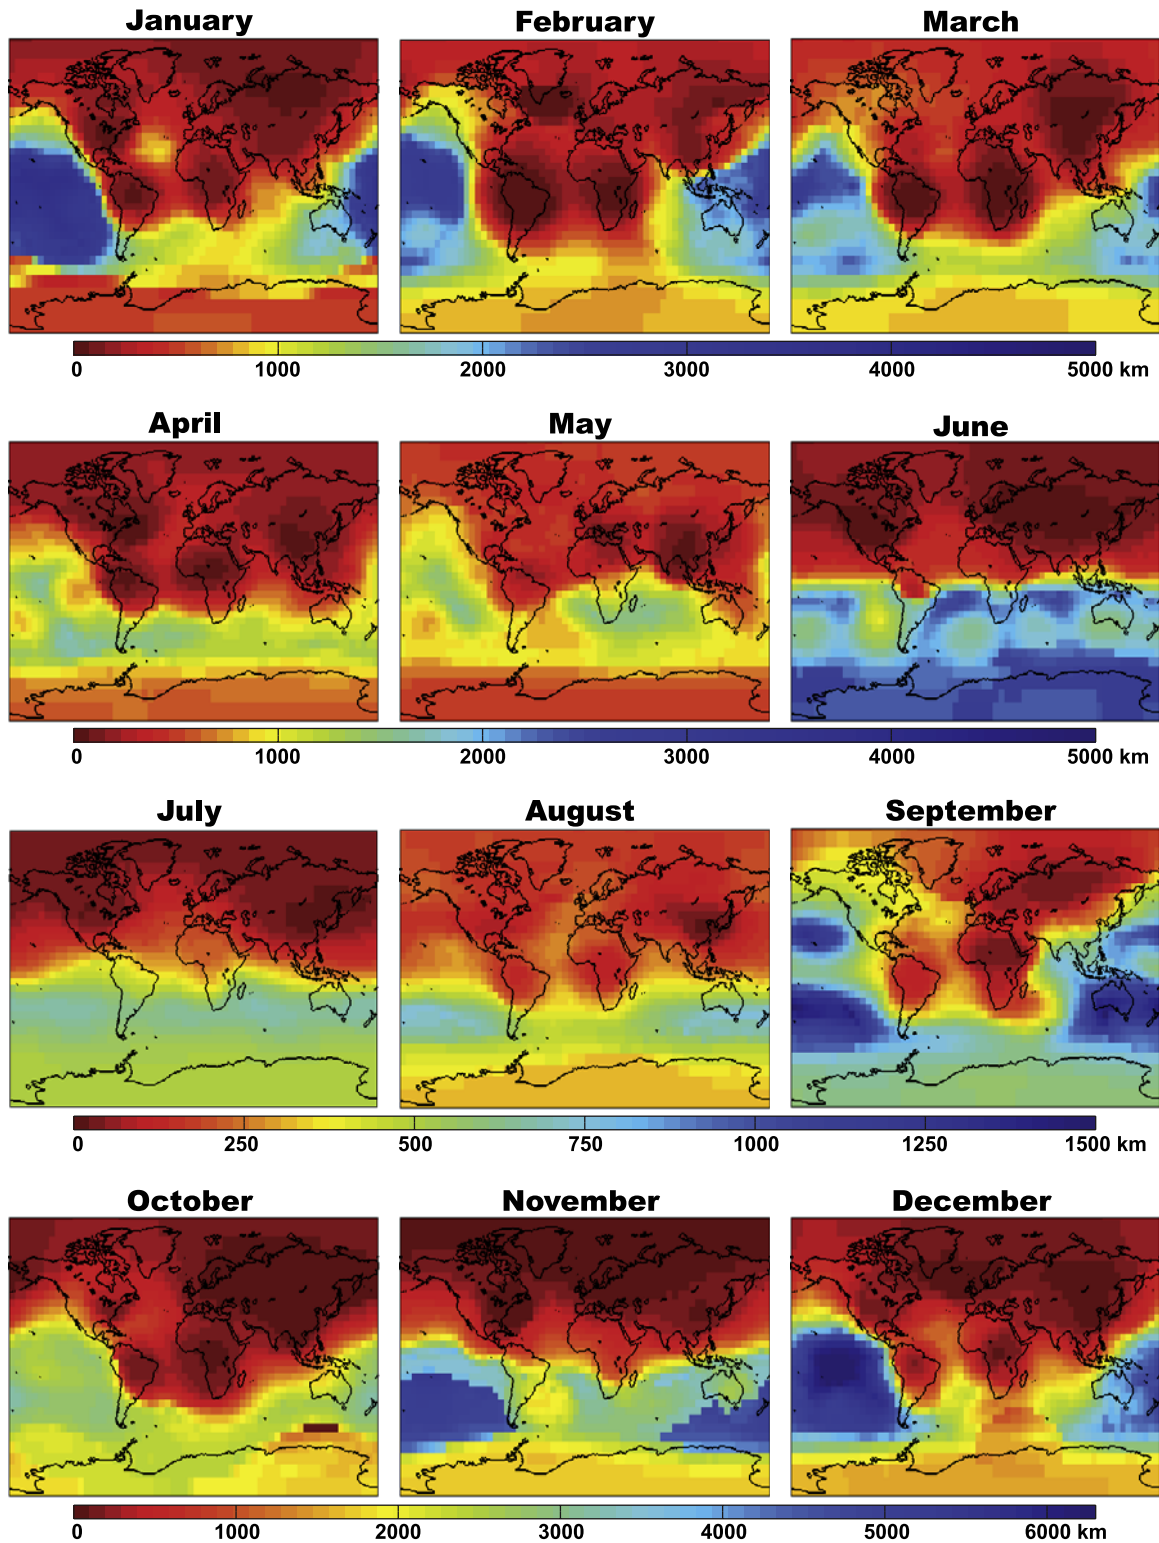 January February March
0 1000 2000 3000 4000 5000 km
April May June
0 1000 2000 3000 4000 5000 km
July August September
0 250 500 750 1000 1250 1500 km
October November December
0 1000 2000 3000 4000 5000 6000 km